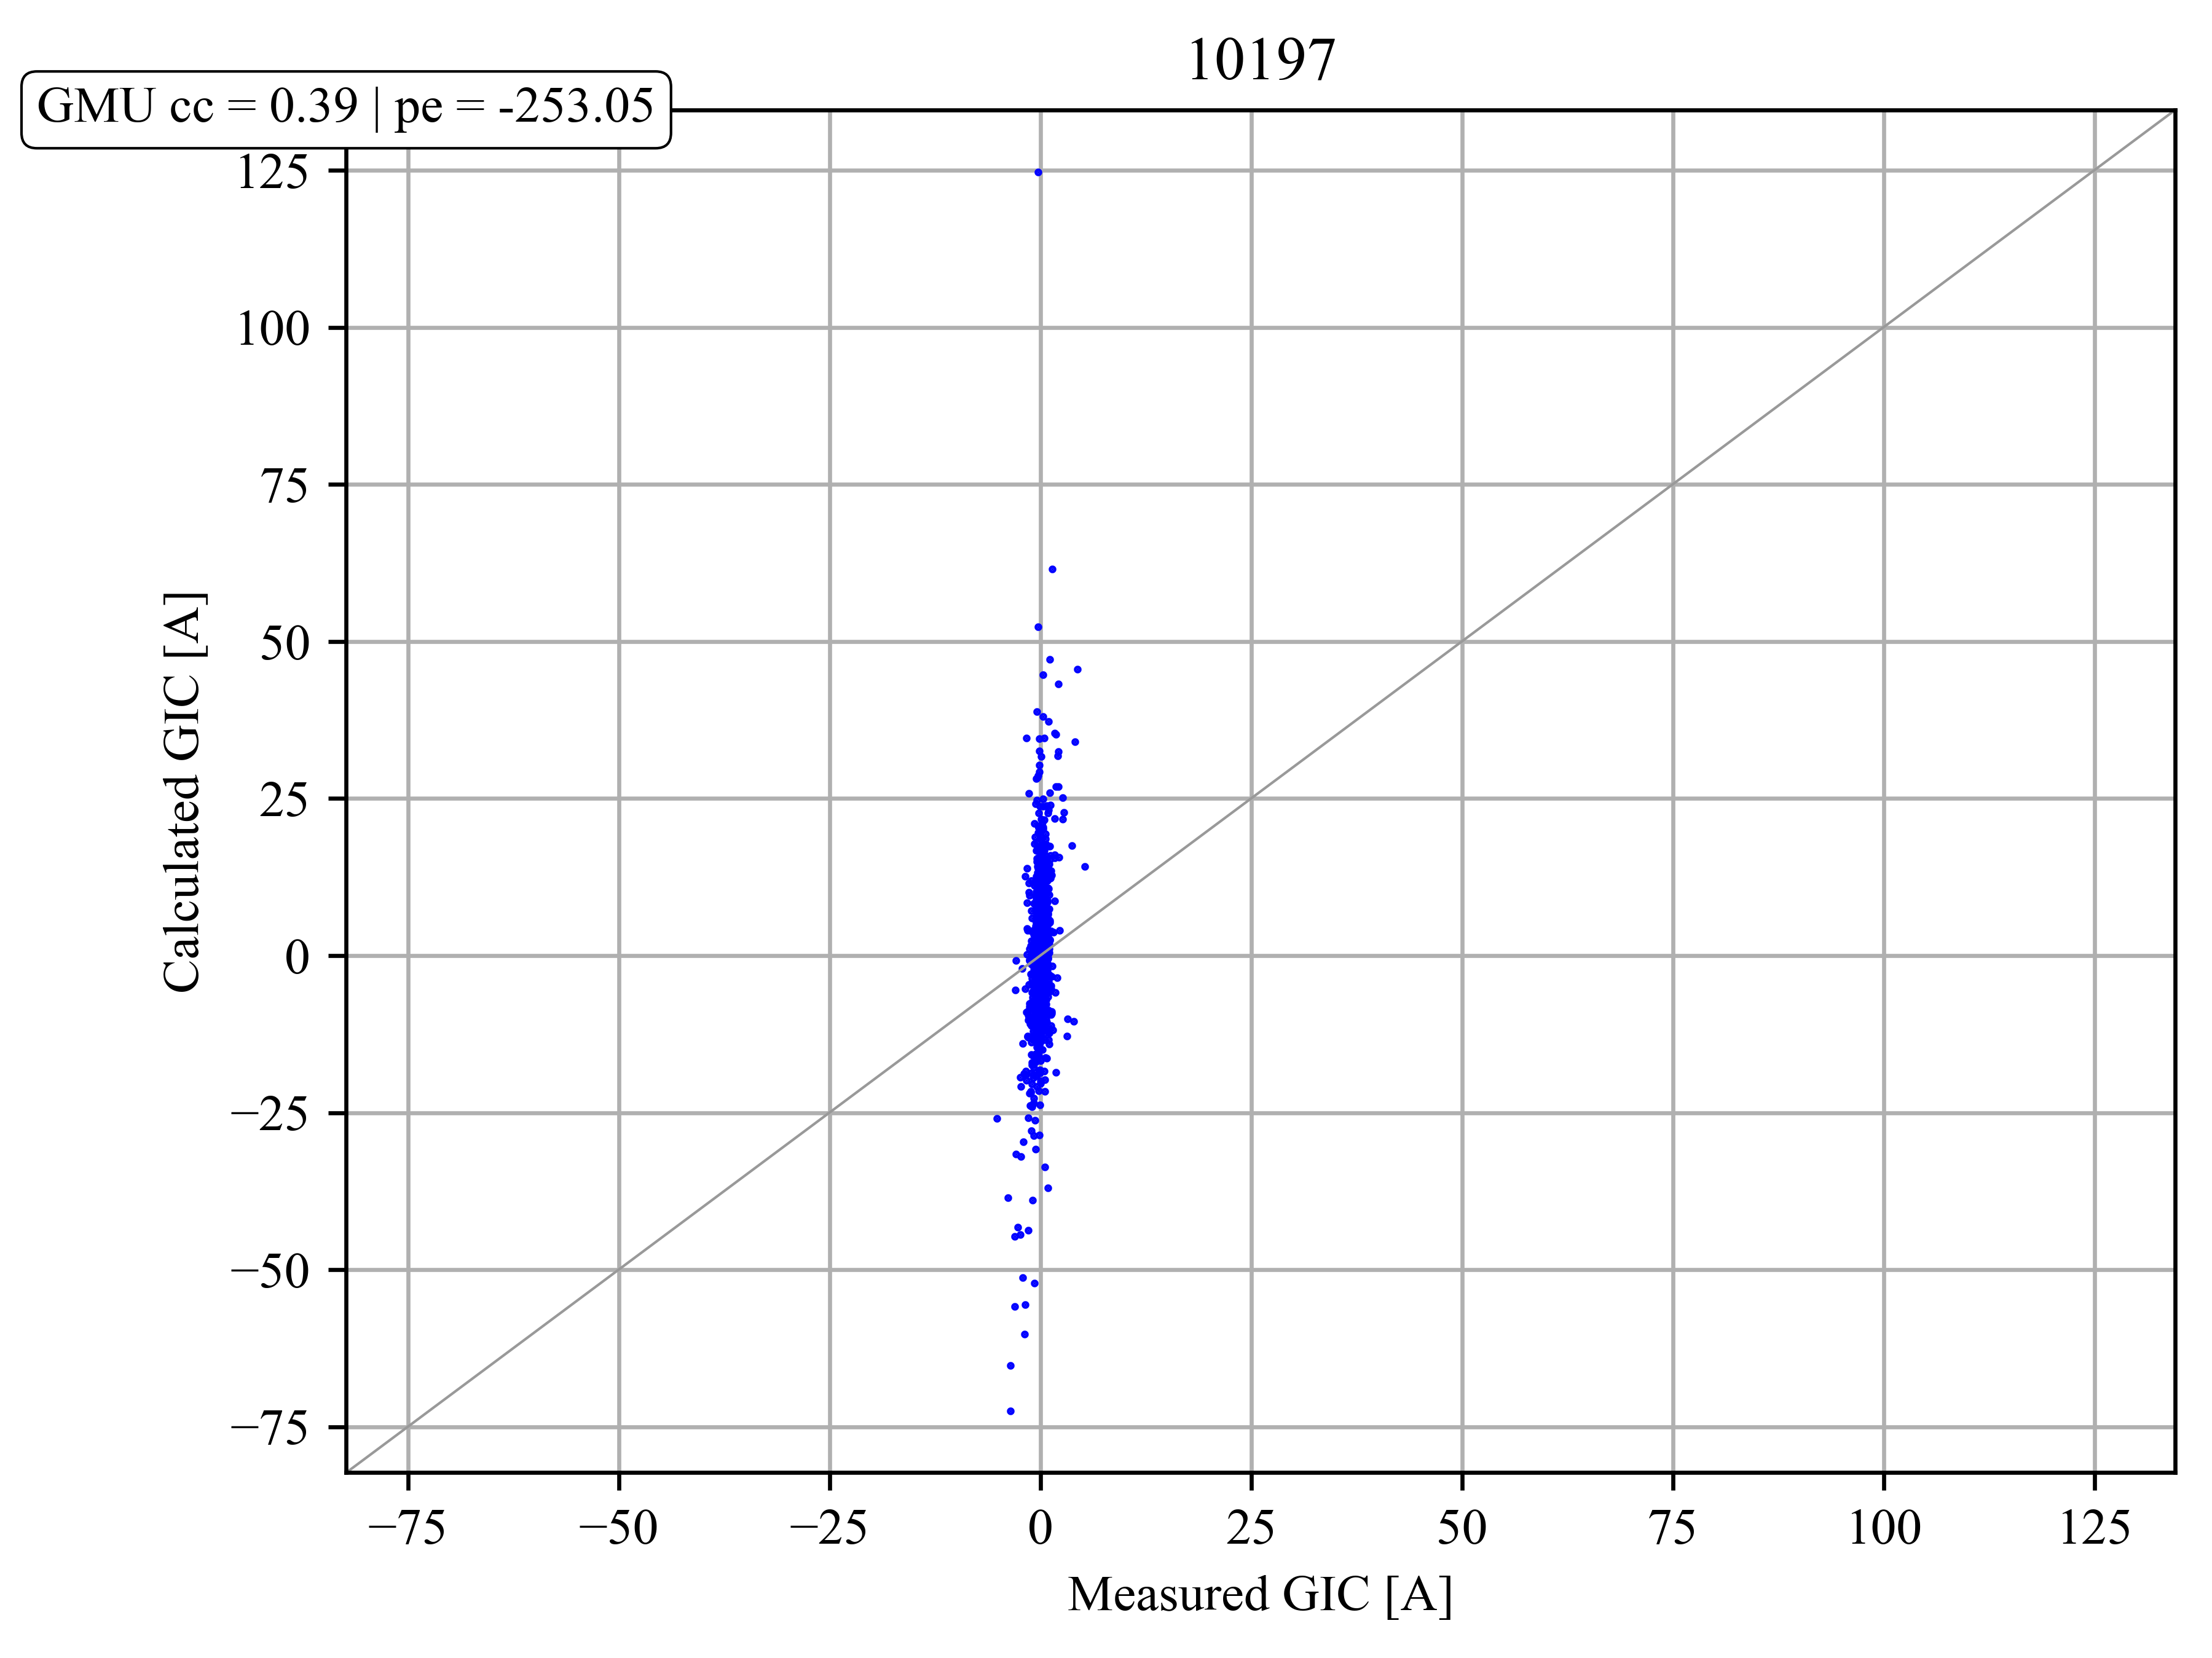 10197
GMU cc = 0.39 | pe = -253.05
125
100
75
50
25
0
−25
−50
−75
Calculated GIC [A]
−75 −50 −25 0 25 50 75 100 125
Measured GIC [A]